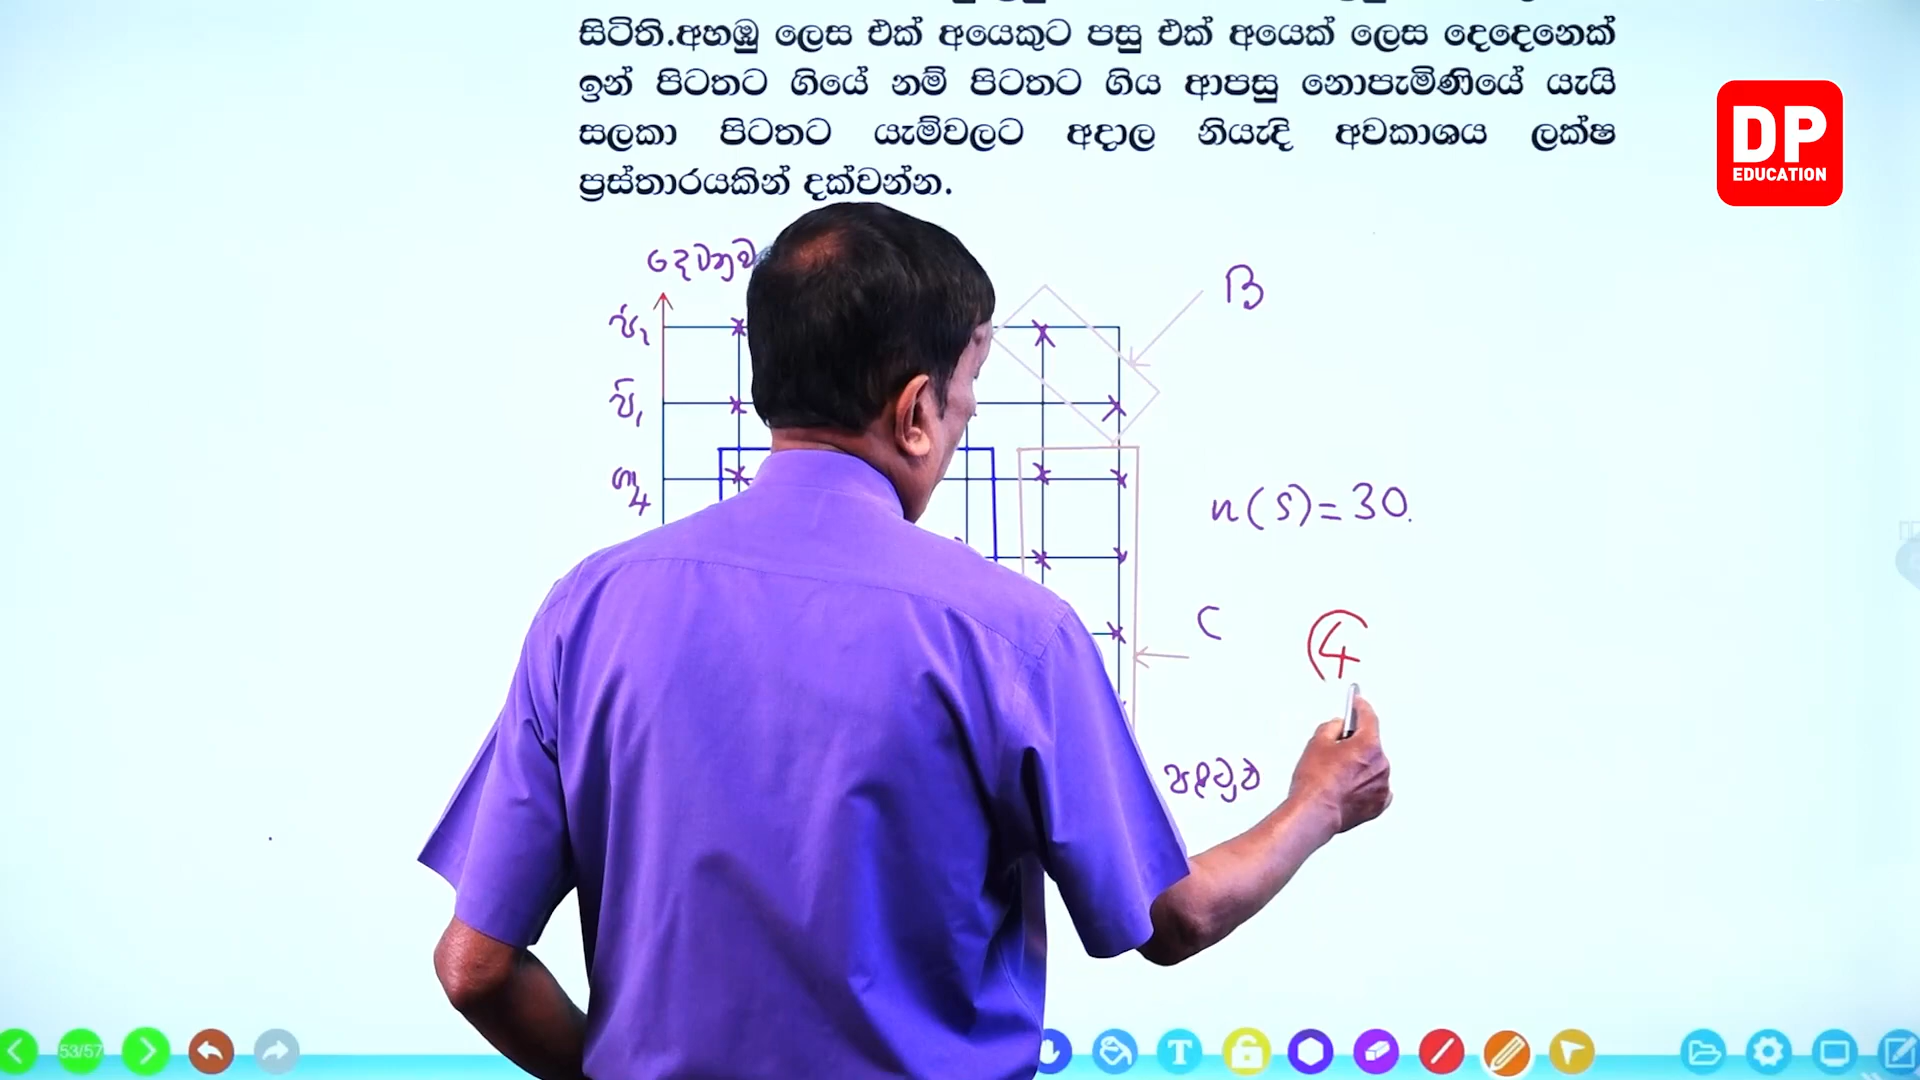 සිටිති.අහඹු ලෙස එක් අයෙකුට පසු එක් අයෙක් ලෙස දෙදෙනෙක්
ඉන් පිටතට ගියේ නම් පිටතට ගිය ආපසු නොපැමිණියේ යැයි
සලකා පිටතට යැම්වලට අදාල නියැදි අවකාශය ලක්ෂ
ප්‍රස්තාරයකින් දක්වන්න.
DP
EDUCATION
B
n(S)=30.
C
4
53/57
T